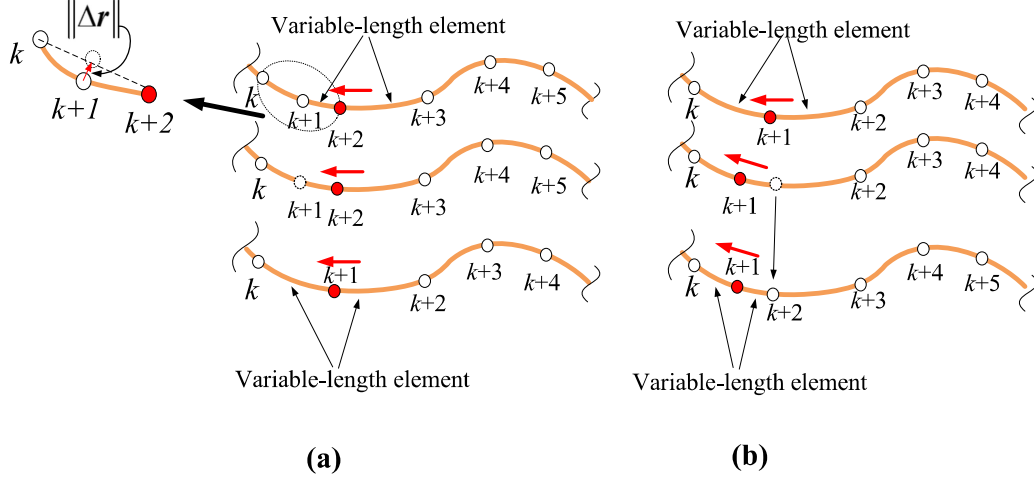 ‖Δr‖
k
k+1
k+2
Variable-length element
k
k+1
k+2
k+3
k+4
k+5
k
k+1
k+2
k+3
k+4
k+5
k
k+1
k+2
k+3
k+4
Variable-length element
(a)
Variable-length element
k
k+1
k+2
k+3
k+4
k
k+1
k+2
k+3
k+4
k
k+1
k+2
k+3
k+4
k+5
Variable-length element
(b)